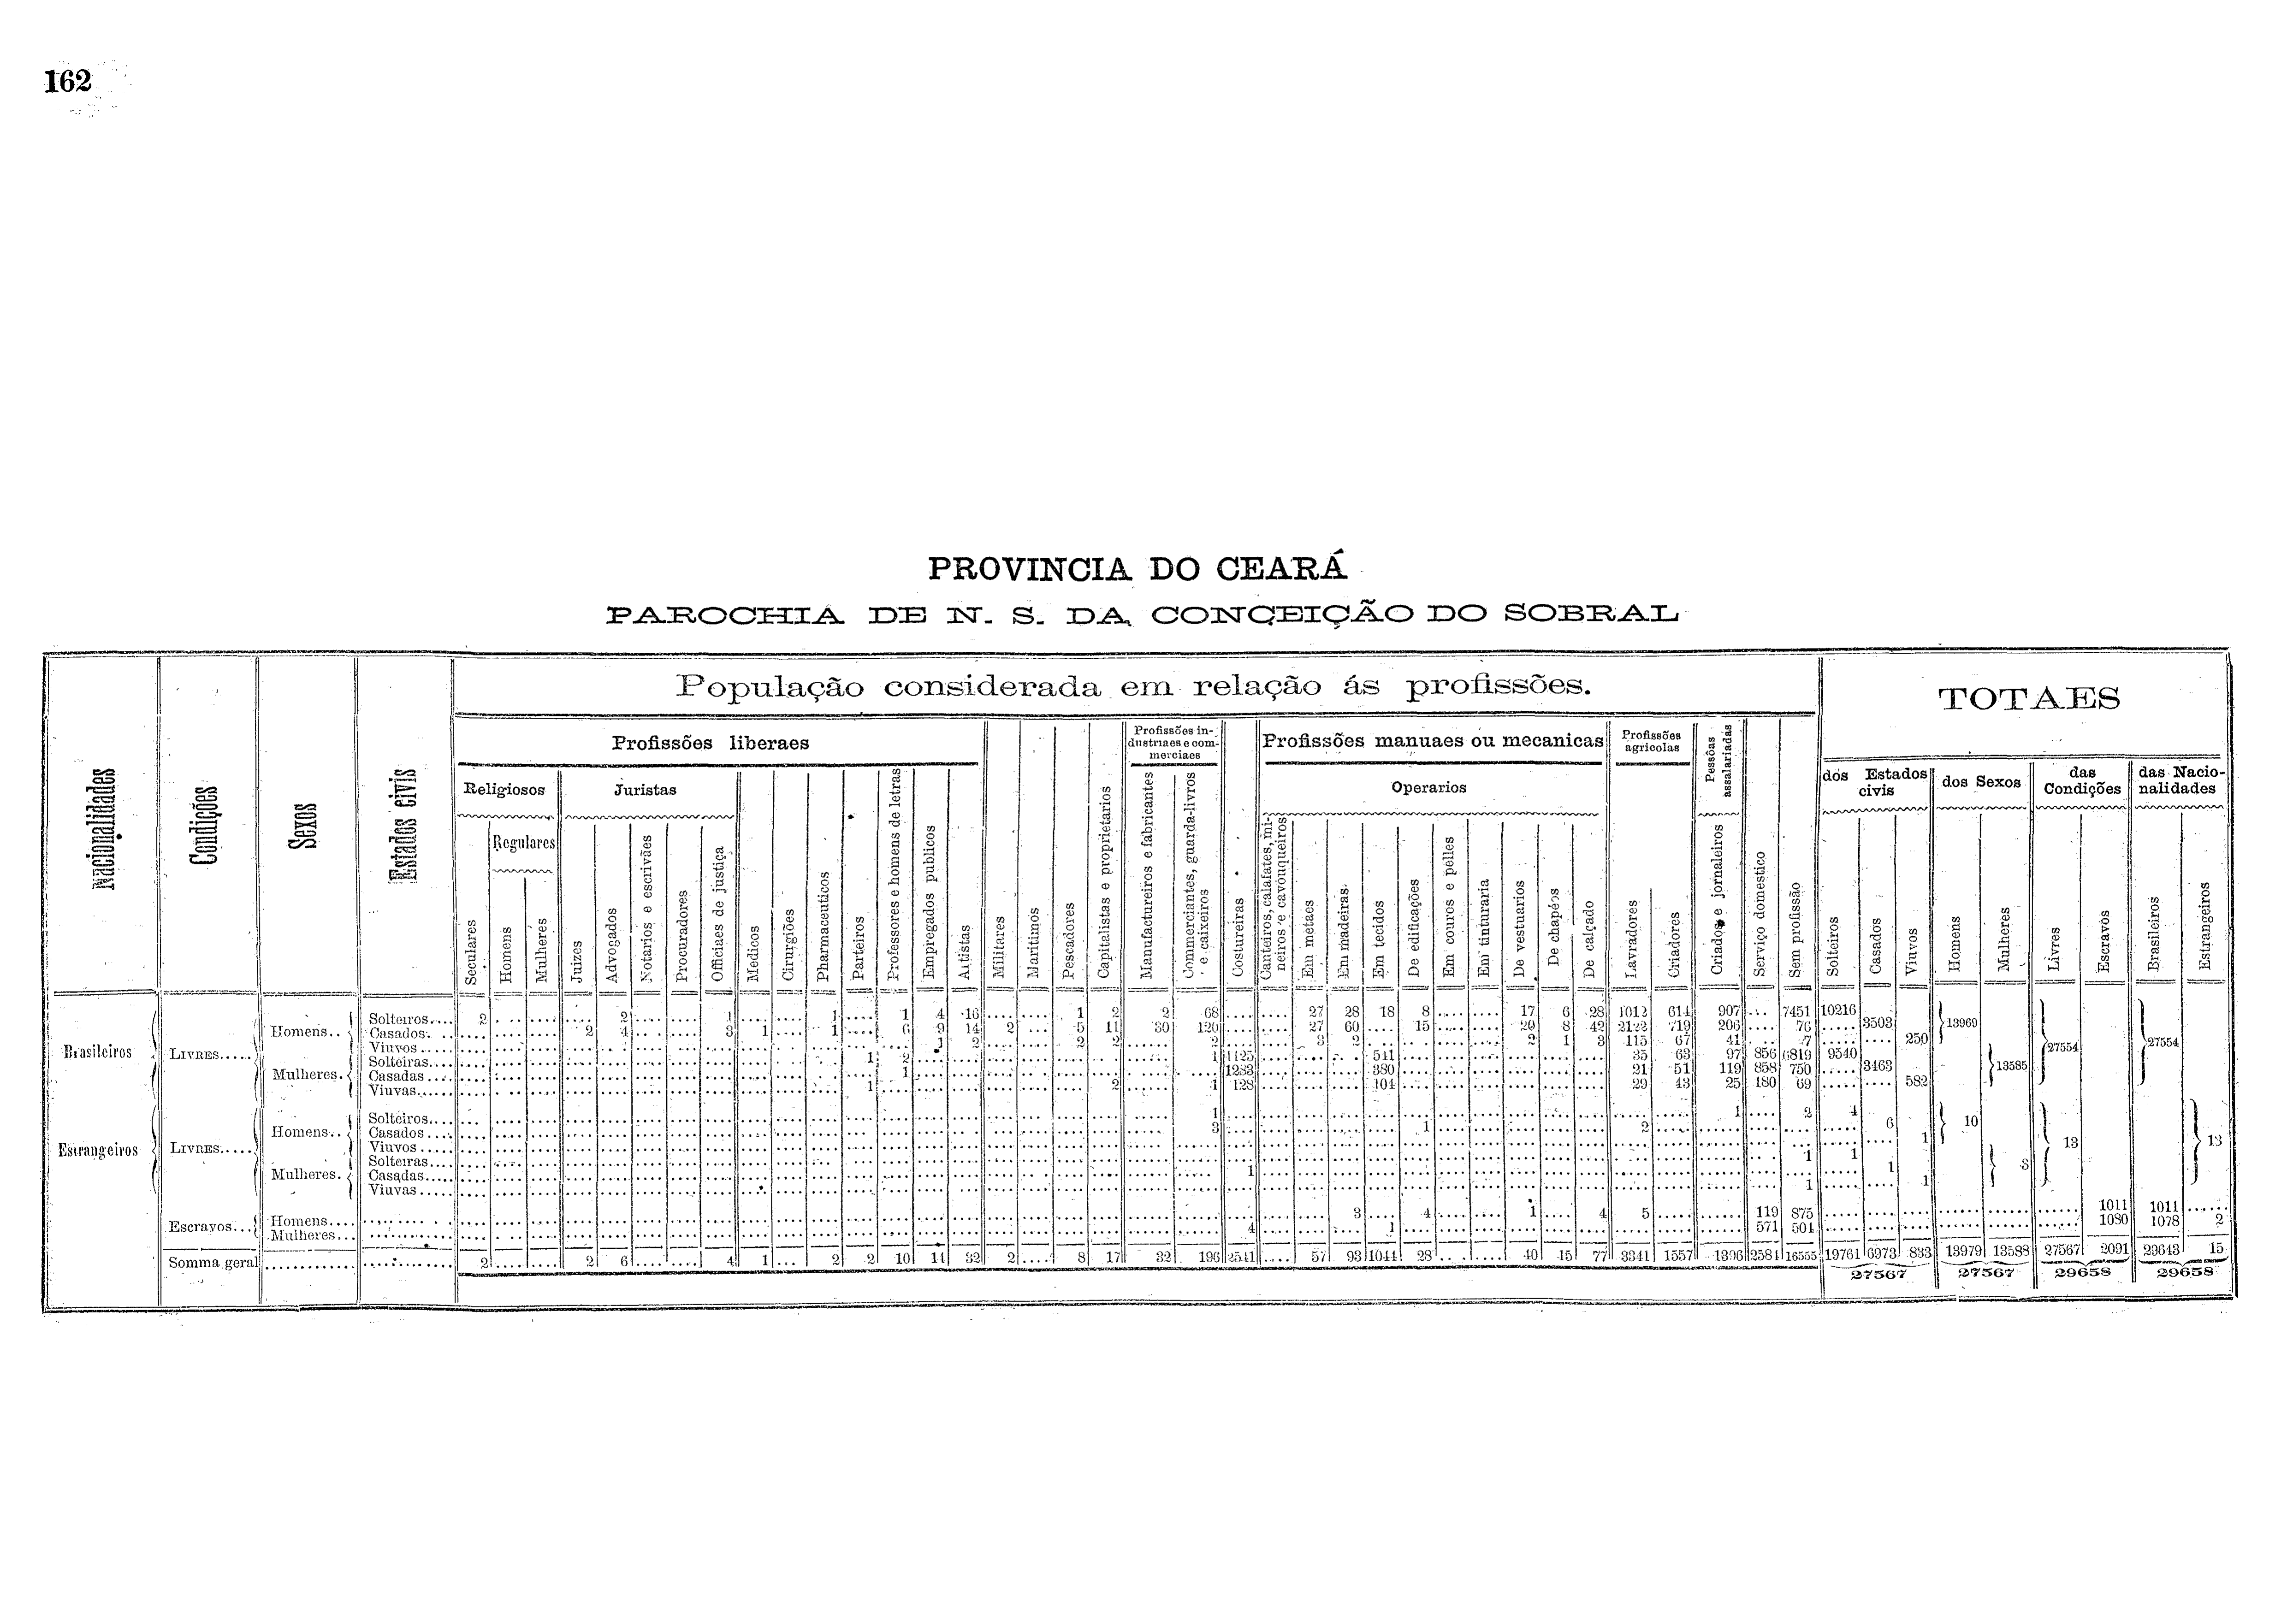 162
PROVINCIA DO CEARÁ
PAROCHIA DE N. S. DA CONCEIÇÃO DO SOBRAL
Nacionalidades
Condições
Sexos
Estados civis
População considerada em relação ás profissões.
TOTAES
Profissões liberaes
Profissões in-
dustriaes e com-
merciaes
Profissões manuaes ou mecanicas
Profissões
agricolas
Pessôas
assalariadas
Religiosos
Juristas
Operarios
dos Estados
civis
dos Sexos
das
Condições
das Nacio-
nalidades
Regulares
Seculares
Homens
Mulheres
Juizes
Advogados
Notarios e escrivães
Procuradores
Officiaes de justiça
Medicos
Cirurgiões
Pharmaceuticos
Parteiros
Professores e homens de letras
Empregados publicos
Artistas
Militares
Maritimos
Pescadores
Capitalistas e proprietarios
Manufactureiros e fabricantes
Commerciantes, guarda-livros
e caixeiros
Costureiras
Canteiros, calafates, mi-
neiros e cavouqueiros
Em metaes
Em madeiras
Em tecidos
De edificações
Em couros e pelles
Em tinturaria
De vestuarios
De chapéos
De calçado
Lavradores
Criadores
Criados e jornaleiros
Serviço domestico
Sem profissão
Solteiros
Casados
Viuvos
Homens
Mulheres
Livres
Escravos
Brasileiros
Estrangeiros
Brasileiros
LIVRES.....
Homens..
Solteiros.... 2 2 1 1 1 4 16 1 2 2 68 27 28 18 8 17 6 28 1012 614 907 7451 10216
Casados. 2 4 3 1 1 6 9 14 2 5 11 30 120 27 60 15 20 8 42 2122 719 206 76 3503 13969
Viuvos..... 1 2 2 2 2 3 2 2 1 3 115 67 41 7 250
Mulheres.
Solteiras.... 1 2 1 1125 541 35 63 97 856 6819 9540 27554 27554
Casadas.... 1 1283 380 21 51 119 858 750 3463 13585
Viuvas..... 1 2 1 128 104 29 43 25 180 69 582
Estrangeiros
LIVRES.....
Homens..
Solteiros.... 1 1 2 4
Casados.... 3 1 2 6 10
Viuvos..... 1 13 13
Mulheres.
Solteiras.... 1 1
Casadas.... 1 1 3
Viuvas..... 1 1
Escravos...
Homens.... 3 4 1 4 5 119 875 1011 1011
Mulheres... 4 1 571 504 1080 1078 2
Somma geral 2 2 6 4 1 2 2 10 14 32 2 8 17 32 196 2541 57 93 1044 28 40 15 77 3341 1557 1396 2581 16555 19761 6973 833 13979 13588 27567 2091 29643 15
27567 27567 29658 29658